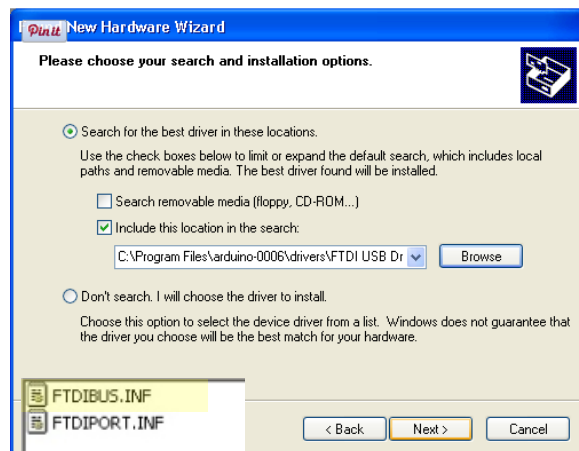 Pin it New Hardware Wizard
Please choose your search and installation options.
Search for the best driver in these locations.
Use the check boxes below to limit or expand the default search, which includes local
paths and removable media. The best driver found will be installed.
Search removable media (floppy, CD-ROM...)
Include this location in the search:
C:\Program Files\arduino-0006\drivers\FTDI USB Dr
Browse
Don't search. I will choose the driver to install.
Choose this option to select the device driver from a list. Windows does not guarantee that
the driver you choose will be the best match for your hardware.
FTDIBUS.INF
FTDIPORT.INF
< Back Next > Cancel